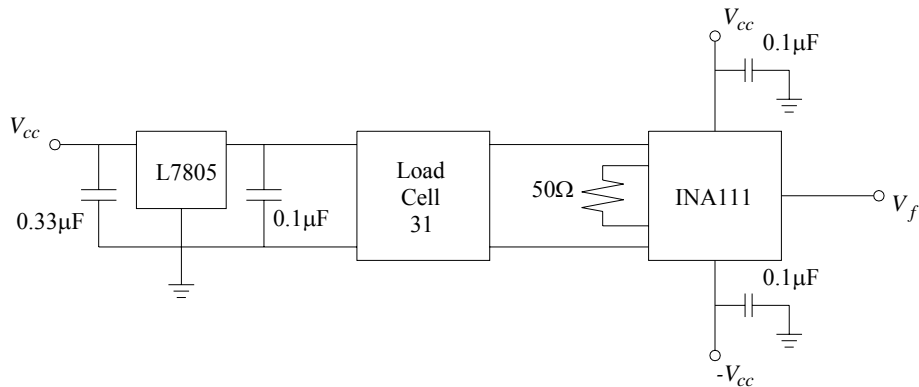 V_cc
0.1μF
V_cc
L7805
Load
Cell
31
50Ω
INA111
0.33μF
0.1μF
V_f
0.1μF
-V_cc